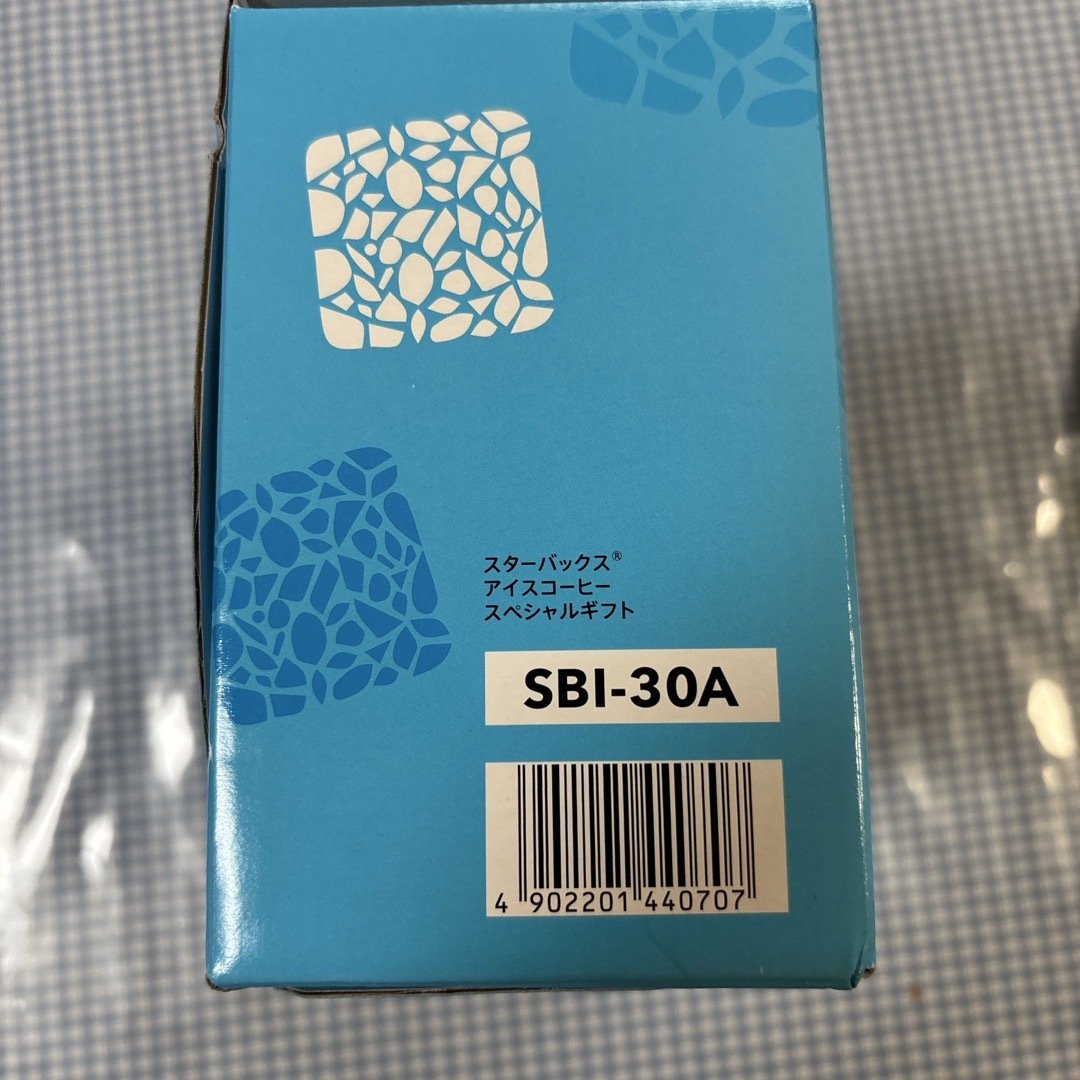 スターバックス®
アイスコーヒー
スペシャルギフト
SBI-30A
4 902201 440707